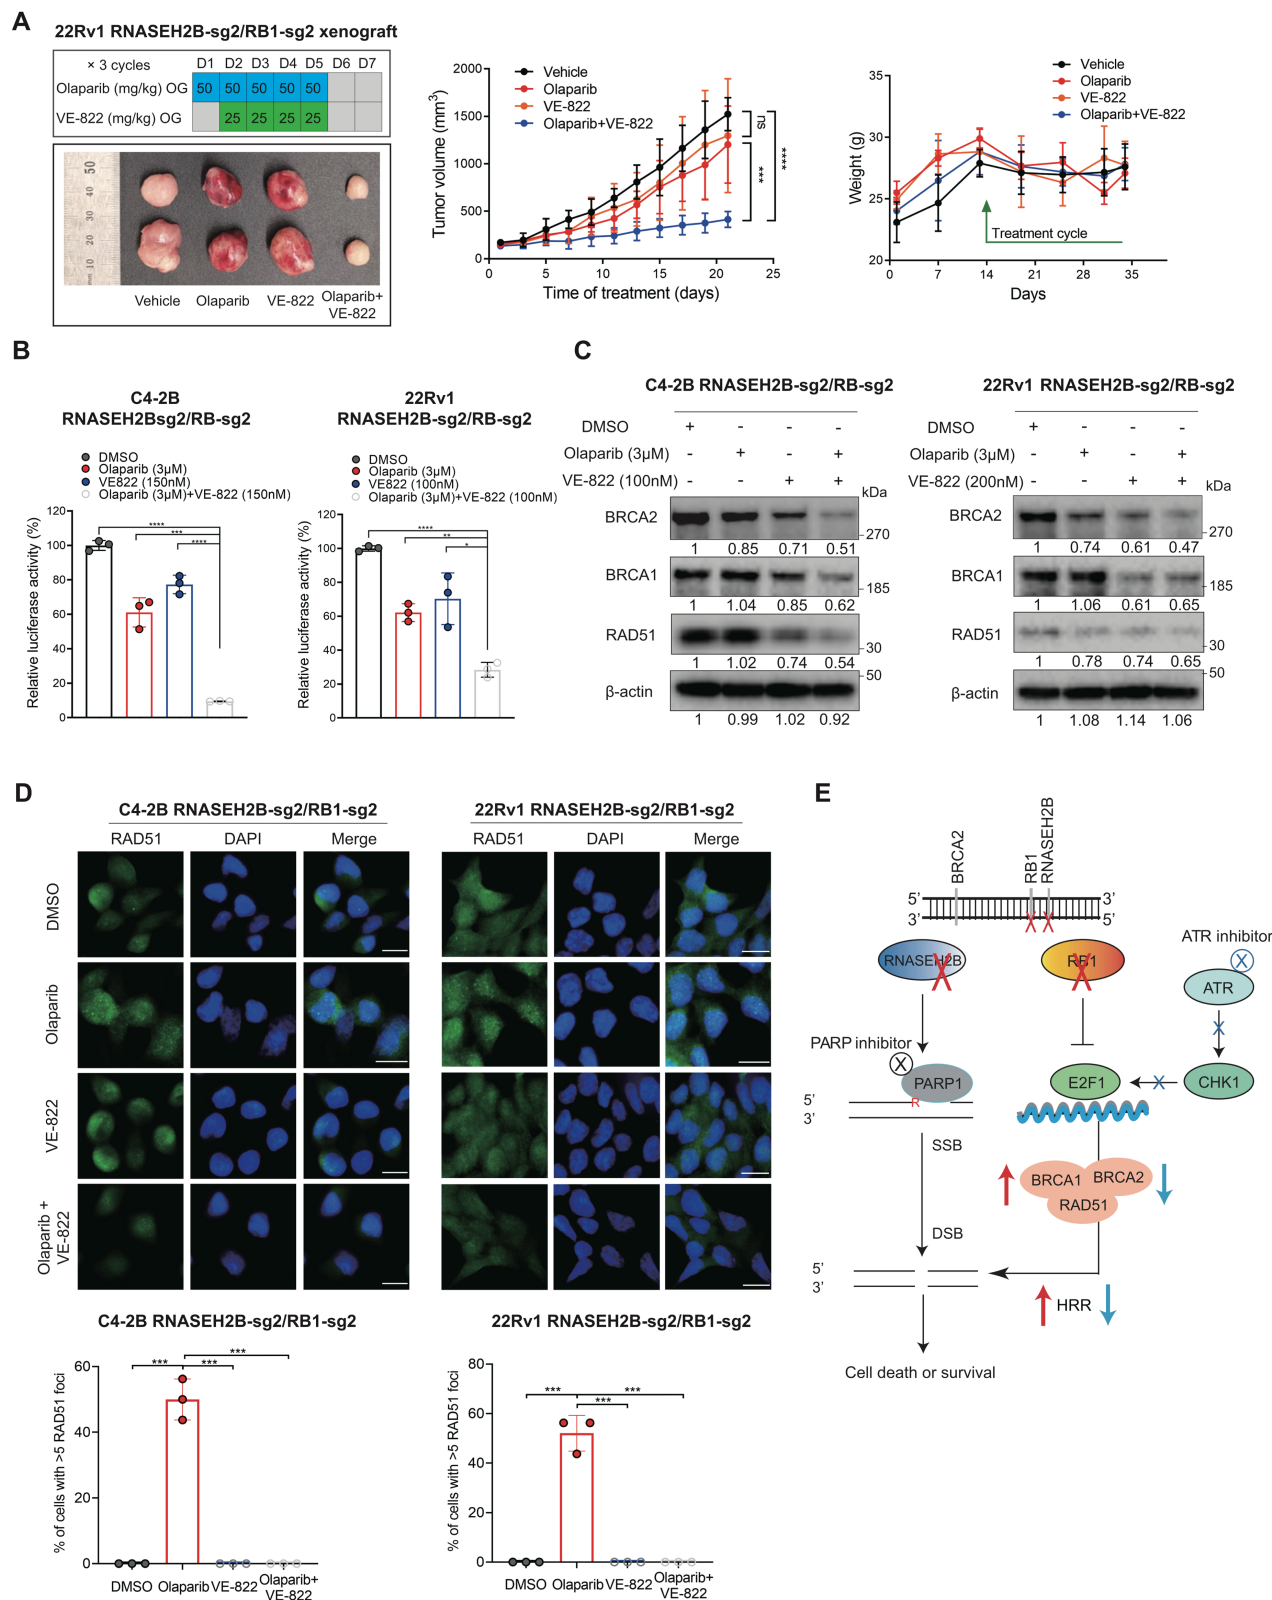 A
22Rv1 RNASEH2B-sg2/RB1-sg2 xenograft
× 3 cycles D1 D2 D3 D4 D5 D6 D7
Olaparib (mg/kg) OG 50 50 50 50 50
VE-822 (mg/kg) OG 25 25 25 25
50
40
30
20
10
Vehicle Olaparib VE-822 Olaparib+
VE-822
Vehicle
Olaparib
VE-822
Olaparib+VE-822
Tumor volume (mm3)
2000
1500
1000
500
0
0 5 10 15 20 25
Time of treatment (days)
ns
***
****
Vehicle
Olaparib
VE-822
Olaparib+VE-822
Weight (g)
35
30
25
20
0 7 14 21 28 35
Days
Treatment cycle
B
C4-2B
RNASEH2Bsg2/RB-sg2
DMSO
Olaparib (3µM)
VE822 (150nM)
Olaparib (3µM)+VE-822 (150nM)
Relative luciferase activity (%)
120
100
80
60
40
20
0
****
***
****
22Rv1
RNASEH2B-sg2/RB-sg2
DMSO
Olaparib (3µM)
VE822 (100nM)
Olaparib (3µM)+VE-822 (100nM)
Relative luciferase activity (%)
120
100
80
60
40
20
0
****
**
*
C
C4-2B RNASEH2B-sg2/RB-sg2
DMSO + - - -
Olaparib (3µM) - + - +
VE-822 (100nM) - - + +
kDa
BRCA2
270
1 0.85 0.71 0.51
BRCA1
185
1 1.04 0.85 0.62
RAD51
30
1 1.02 0.74 0.54
50
β-actin
1 0.99 1.02 0.92
22Rv1 RNASEH2B-sg2/RB-sg2
DMSO + - - -
Olaparib (3µM) - + - +
VE-822 (200nM) - - + +
kDa
BRCA2
270
1 0.74 0.61 0.47
BRCA1
185
1 1.06 0.61 0.65
RAD51
30
1 0.78 0.74 0.65
50
β-actin
1 1.08 1.14 1.06
D
C4-2B RNASEH2B-sg2/RB1-sg2
RAD51 DAPI Merge
22Rv1 RNASEH2B-sg2/RB1-sg2
RAD51 DAPI Merge
DMSO
Olaparib
VE-822
Olaparib +
VE-822
C4-2B RNASEH2B-sg2/RB1-sg2
% of cells with >5 RAD51 foci
60
40
20
0
*** *** ***
DMSO Olaparib VE-822 Olaparib+
VE-822
22Rv1 RNASEH2B-sg2/RB1-sg2
% of cells with >5 RAD51 foci
80
60
40
20
0
*** *** ***
DMSO Olaparib VE-822 Olaparib+
VE-822
E
BRCA2
RB1
RNASEH2B
5’ 3’
3’ 5’
RNASEH2B
RB1
ATR inhibitor
X
ATR
PARP inhibitor
X
PARP1
R
5’
3’
E2F1
CHK1
SSB
BRCA1
BRCA2
RAD51
DSB
5’
3’
HRR
Cell death or survival